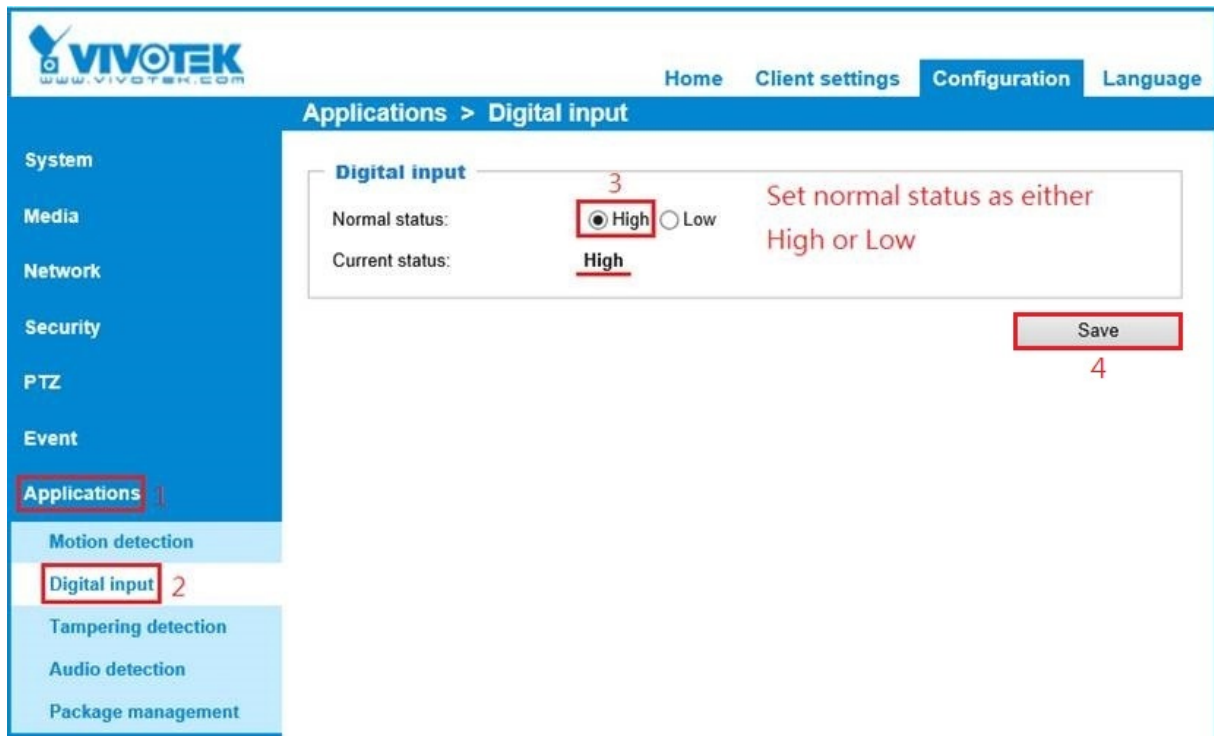 VIVOTEK
WWW.VIVOTEK.COM
Home Client settings Configuration Language
Applications > Digital input
System
Media
Network
Security
PTZ
Event
Applications 1
Motion detection
Digital input 2
Tampering detection
Audio detection
Package management
Digital input
3
Normal status: High Low
Current status: High
Set normal status as either
High or Low
Save
4